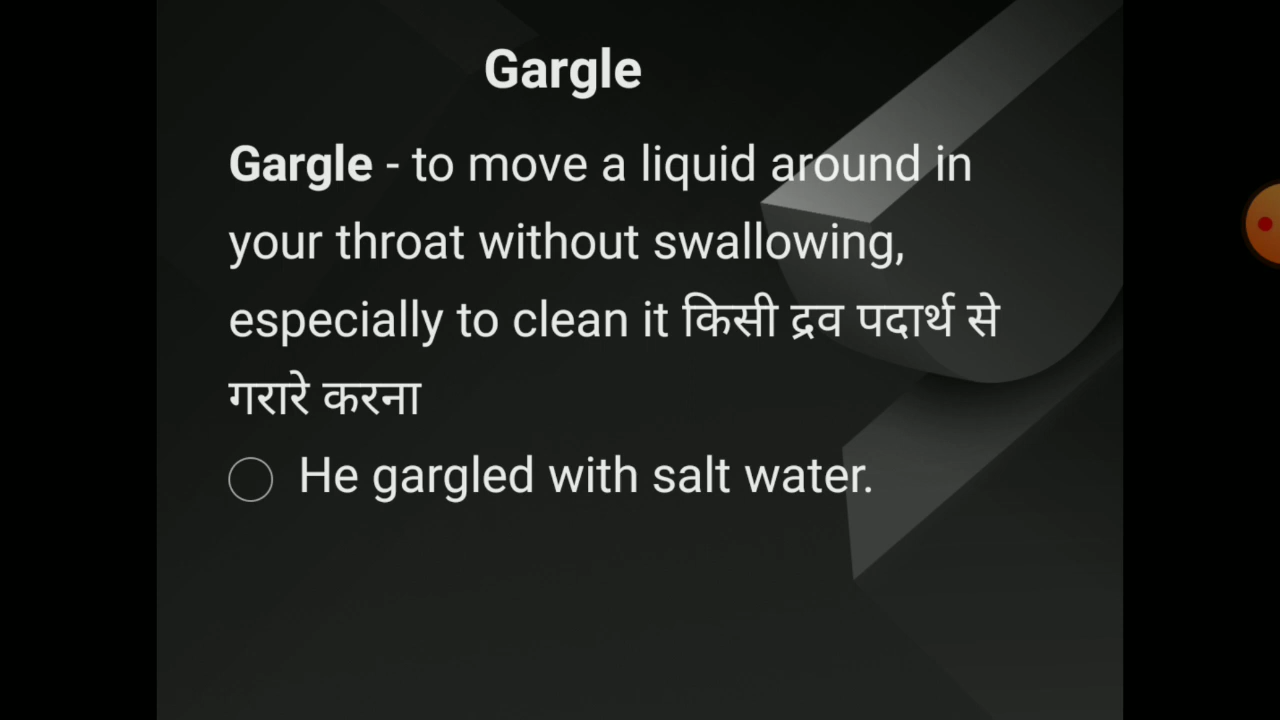 Gargle
Gargle - to move a liquid around in
your throat without swallowing,
especially to clean it किसी द्रव पदार्थ से
गरारे करना
He gargled with salt water.